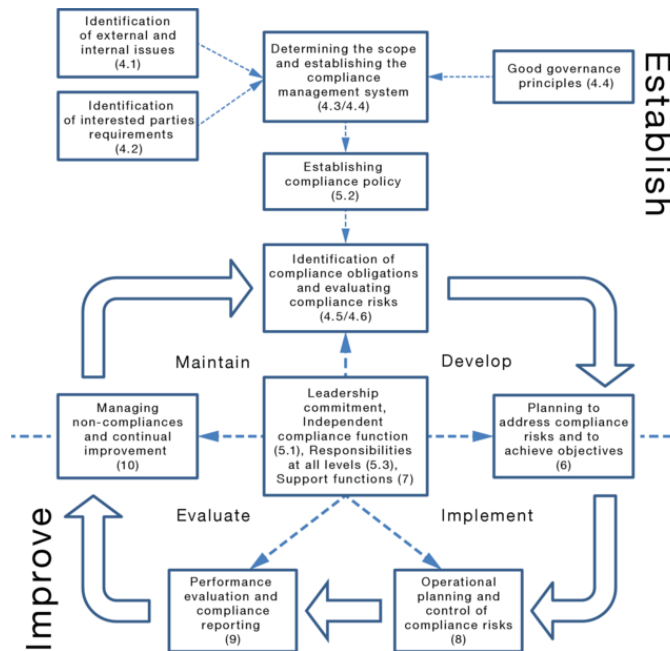 Identification
of external and
internal issues
(4.1)
Determining the scope
and establishing the
compliance
management system
(4.3/4.4)
Good governance
principles (4.4)
Establish
Identification
of interested parties
requirements
(4.2)
Establishing
compliance policy
(5.2)
Identification of
compliance obligations
and evaluating
compliance risks
(4.5/4.6)
Maintain
Develop
Managing
non-compliances
and continual
improvement
(10)
Leadership
commitment,
Independent
compliance function
(5.1), Responsibilities
at all levels (5.3),
Support functions (7)
Planning to
address compliance
risks and to
achieve objectives
(6)
Evaluate
Implement
Improve
Performance
evaluation and
compliance
reporting
(9)
Operational
planning and
control of
compliance risks
(8)